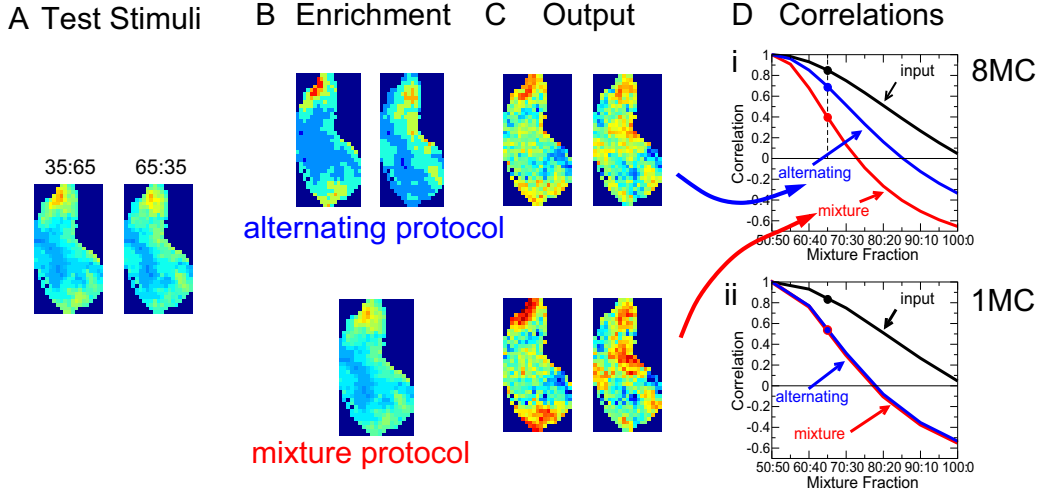 A Test Stimuli
B Enrichment
C Output
D Correlations
35:65 65:35
alternating protocol
mixture protocol
i
8MC
1
0.8
0.6
0.4
0.2
0
-0.2
-0.4
-0.6
Correlation
input
alternating
mixture
50:50 60:40 70:30 80:20 90:10 100:0
Mixture Fraction
ii
1MC
1
0.8
0.6
0.4
0.2
0
-0.2
-0.4
-0.6
Correlation
input
alternating
mixture
50:50 60:40 70:30 80:20 90:10 100:0
Mixture Fraction